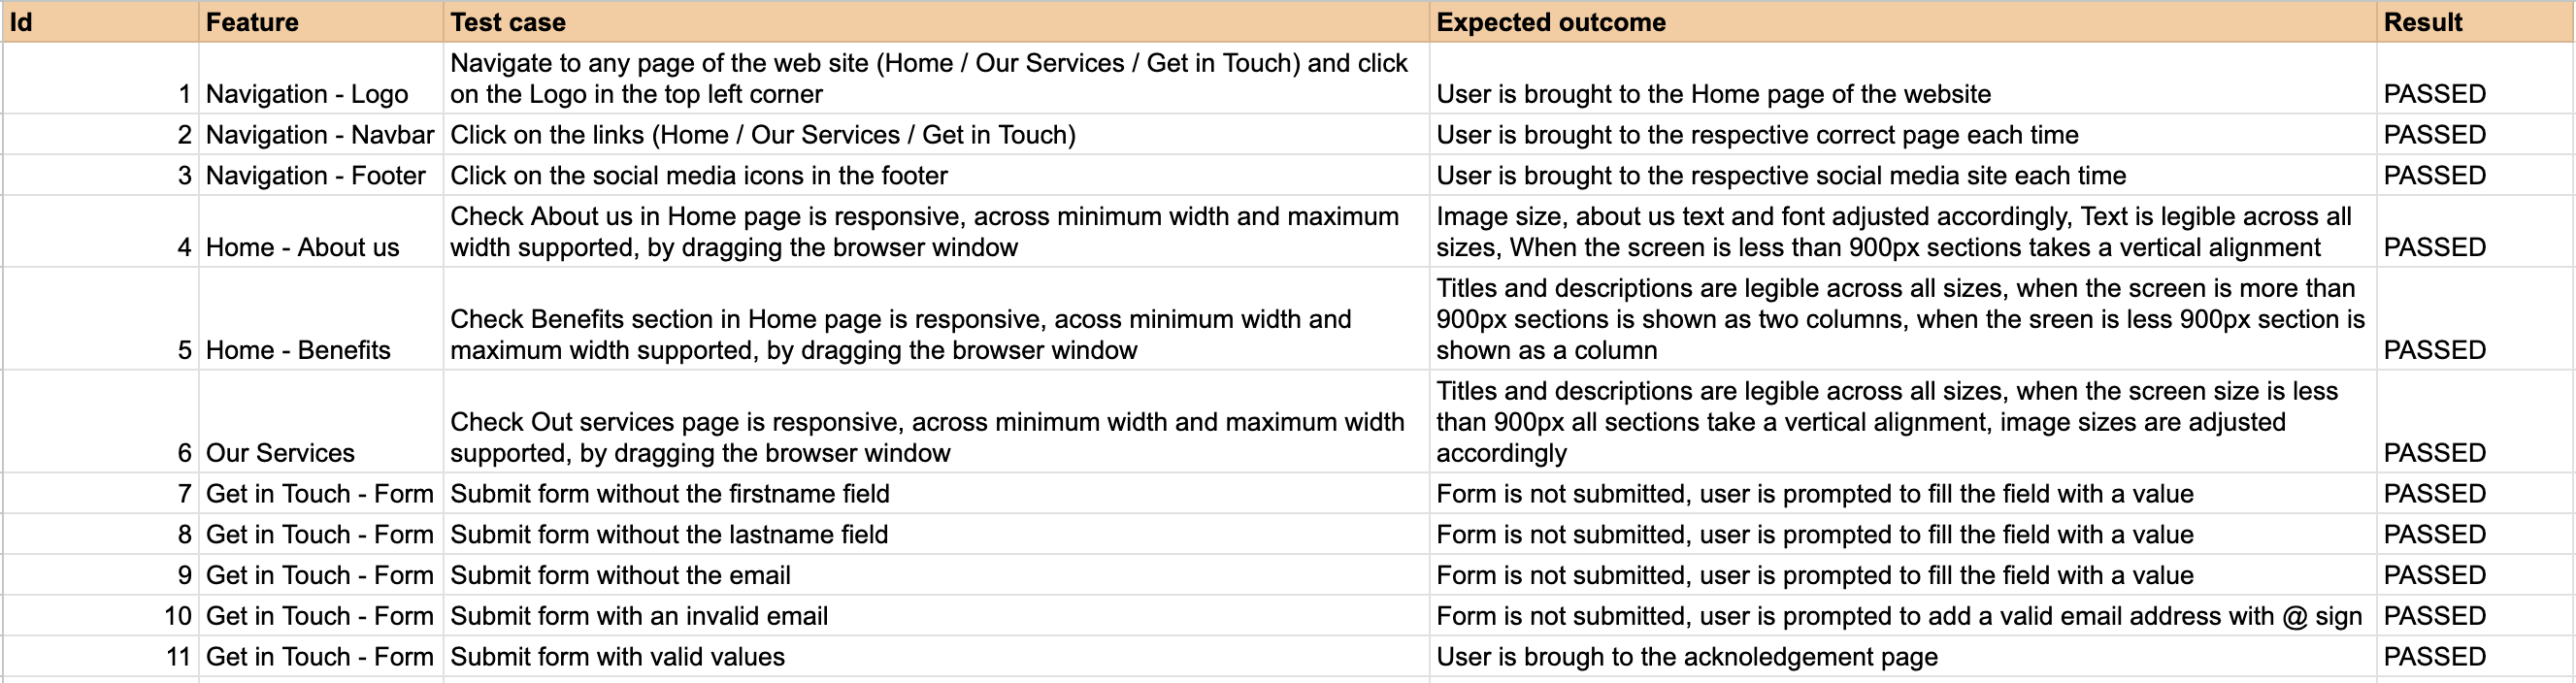 Id Feature Test case Expected outcome Result
Navigate to any page of the web site (Home / Our Services / Get in Touch) and click
1 Navigation - Logo on the Logo in the top left corner User is brought to the Home page of the website PASSED
2 Navigation - Navbar Click on the links (Home / Our Services / Get in Touch) User is brought to the respective correct page each time PASSED
3 Navigation - Footer Click on the social media icons in the footer User is brought to the respective social media site each time PASSED
Check About us in Home page is responsive, across minimum width and maximum Image size, about us text and font adjusted accordingly, Text is legible across all
4 Home - About us width supported, by dragging the browser window sizes, When the screen is less than 900px sections takes a vertical alignment PASSED
Titles and descriptions are legible across all sizes, when the screen is more than
Check Benefits section in Home page is responsive, acoss minimum width and 900px sections is shown as two columns, when the sreen is less 900px section is
5 Home - Benefits maximum width supported, by dragging the browser window shown as a column PASSED
Titles and descriptions are legible across all sizes, when the screen size is less
Check Out services page is responsive, across minimum width and maximum width than 900px all sections take a vertical alignment, image sizes are adjusted
6 Our Services supported, by dragging the browser window accordingly PASSED
7 Get in Touch - Form Submit form without the firstname field Form is not submitted, user is prompted to fill the field with a value PASSED
8 Get in Touch - Form Submit form without the lastname field Form is not submitted, user is prompted to fill the field with a value PASSED
9 Get in Touch - Form Submit form without the email Form is not submitted, user is prompted to fill the field with a value PASSED
10 Get in Touch - Form Submit form with an invalid email Form is not submitted, user is prompted to add a valid email address with @ sign PASSED
11 Get in Touch - Form Submit form with valid values User is brough to the acknoledgement page PASSED